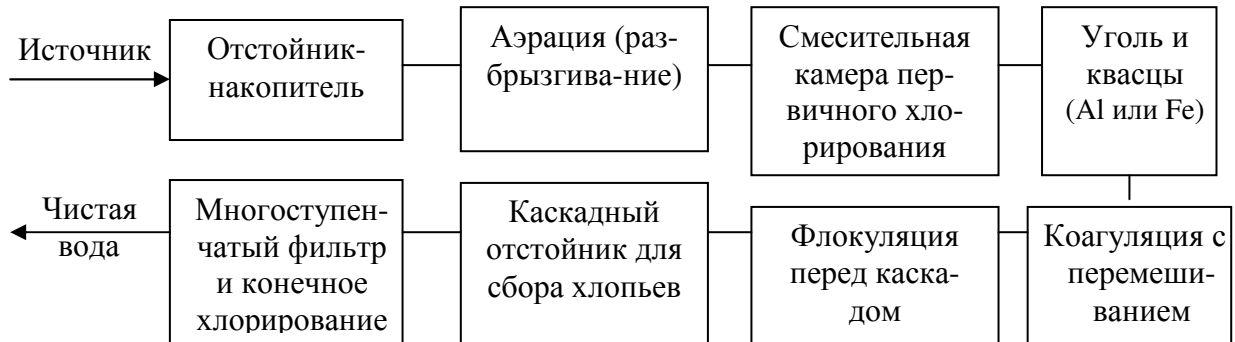 Источник
Отстойник-
накопитель
Аэрация (раз-
брызгива-ние)
Смесительная
камера пер-
вичного хло-
рирования
Уголь и
квасцы
(Al или Fe)
Чистая
вода
Многоступен-
чатый фильтр
и конечное
хлорирование
Каскадный
отстойник для
сбора хлопьев
Флокуляция
перед каска-
дом
Коагуляция с
перемеши-
ванием